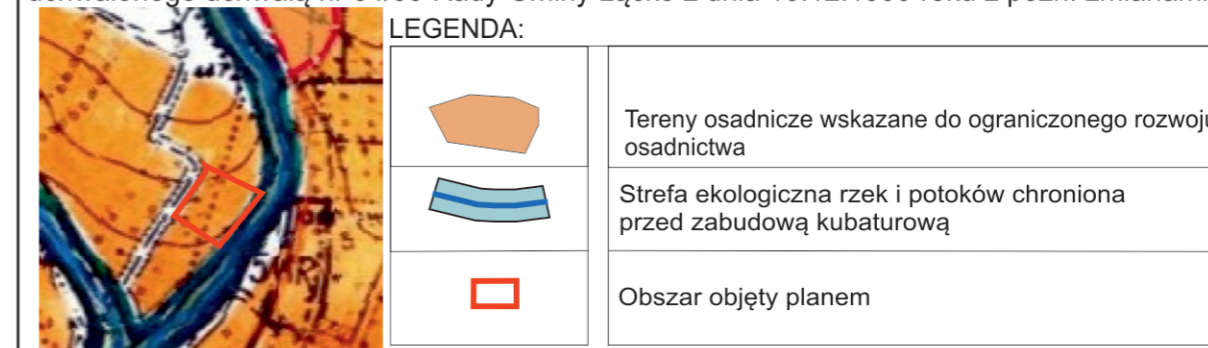 LEGENDA:
Tereny osadnicze wskazane do ograniczonego rozwoju
osadnictwa
Strefa ekologiczna rzek i potoków chroniona
przed zabudową kubaturową
Obszar objęty planem